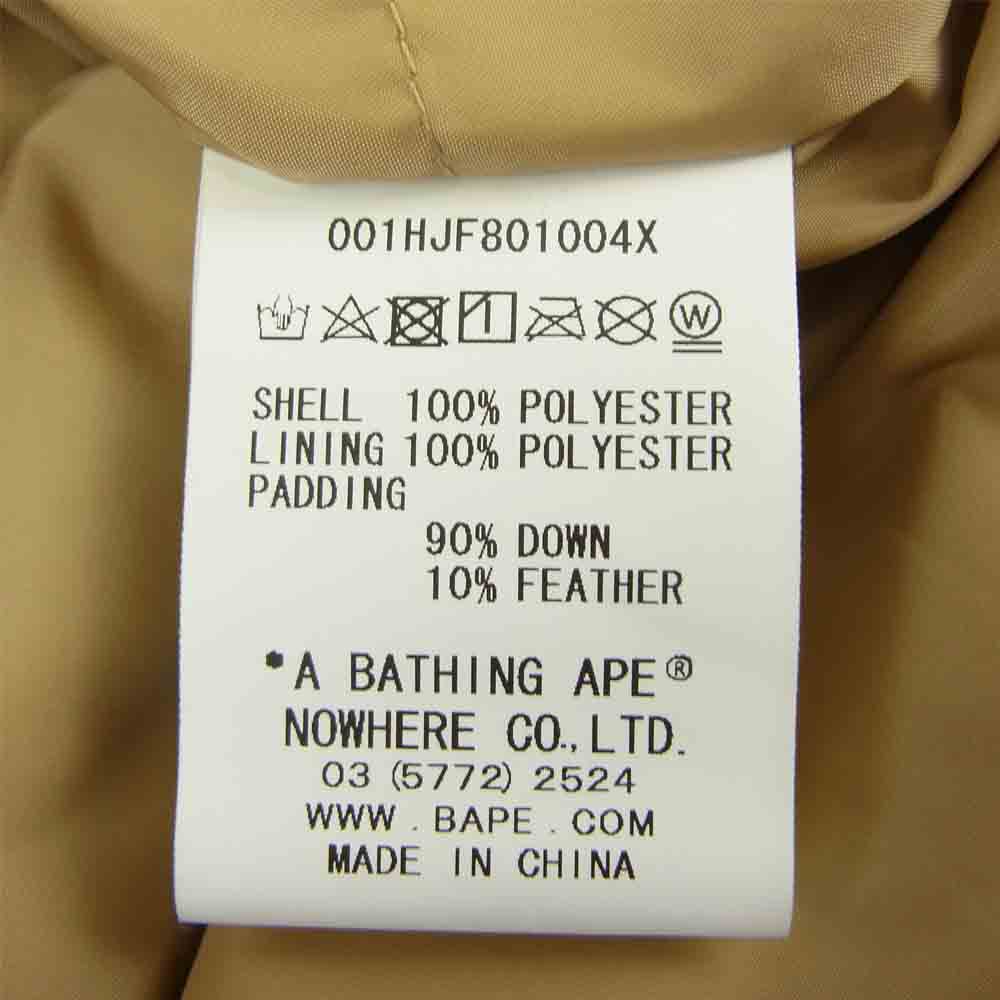 001HJF801004X
W
SHELL 100% POLYESTER
LINING 100% POLYESTER
PADDING
90% DOWN
10% FEATHER
*A BATHING APE®
NOWHERE CO., LTD.
03 (5772) 2524
WWW . BAPE . COM
MADE IN CHINA